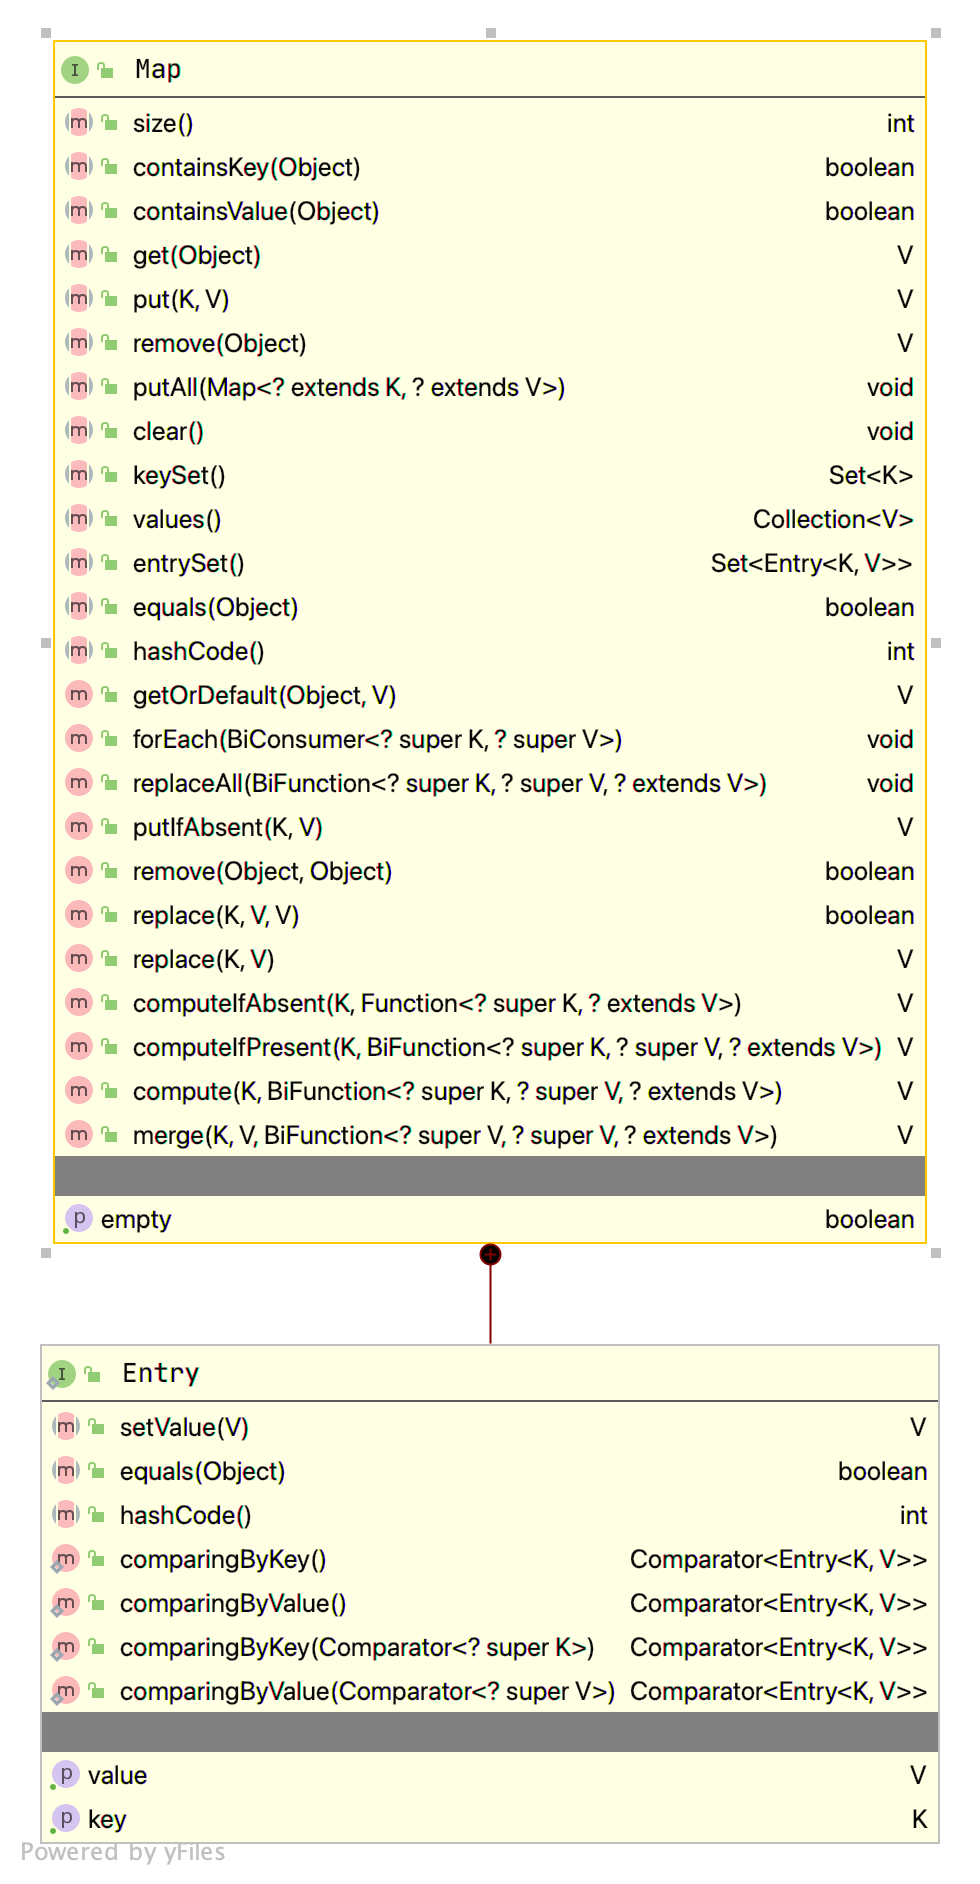 I Map
m size() int
m containsKey(Object) boolean
m containsValue(Object) boolean
m get(Object) V
m put(K, V) V
m remove(Object) V
m putAll(Map<? extends K, ? extends V>) void
m clear() void
m keySet() Set<K>
m values() Collection<V>
m entrySet() Set<Entry<K, V>>
m equals(Object) boolean
m hashCode() int
m getOrDefault(Object, V) V
m forEach(BiConsumer<? super K, ? super V>) void
m replaceAll(BiFunction<? super K, ? super V, ? extends V>) void
m putIfAbsent(K, V) V
m remove(Object, Object) boolean
m replace(K, V, V) boolean
m replace(K, V) V
m computeIfAbsent(K, Function<? super K, ? extends V>) V
m computeIfPresent(K, BiFunction<? super K, ? super V, ? extends V>) V
m compute(K, BiFunction<? super K, ? super V, ? extends V>) V
m merge(K, V, BiFunction<? super V, ? super V, ? extends V>) V
p empty boolean
I Entry
m setValue(V) V
m equals(Object) boolean
m hashCode() int
m comparingByKey() Comparator<Entry<K, V>>
m comparingByValue() Comparator<Entry<K, V>>
m comparingByKey(Comparator<? super K>) Comparator<Entry<K, V>>
m comparingByValue(Comparator<? super V>) Comparator<Entry<K, V>>
p value V
p key K
Powered by yFiles